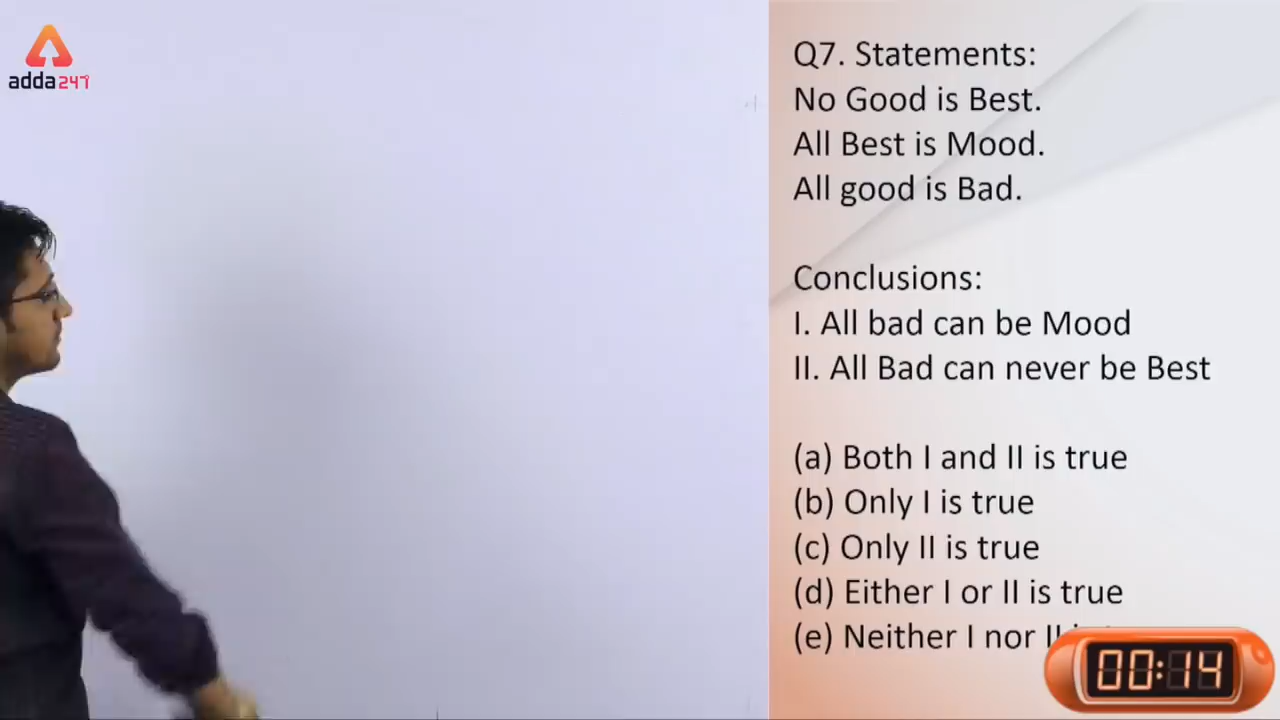 adda247
Q7. Statements:
No Good is Best.
All Best is Mood.
All good is Bad.
Conclusions:
I. All bad can be Mood
II. All Bad can never be Best
(a) Both I and II is true
(b) Only I is true
(c) Only II is true
(d) Either I or II is true
(e) Neither I nor II
00:14